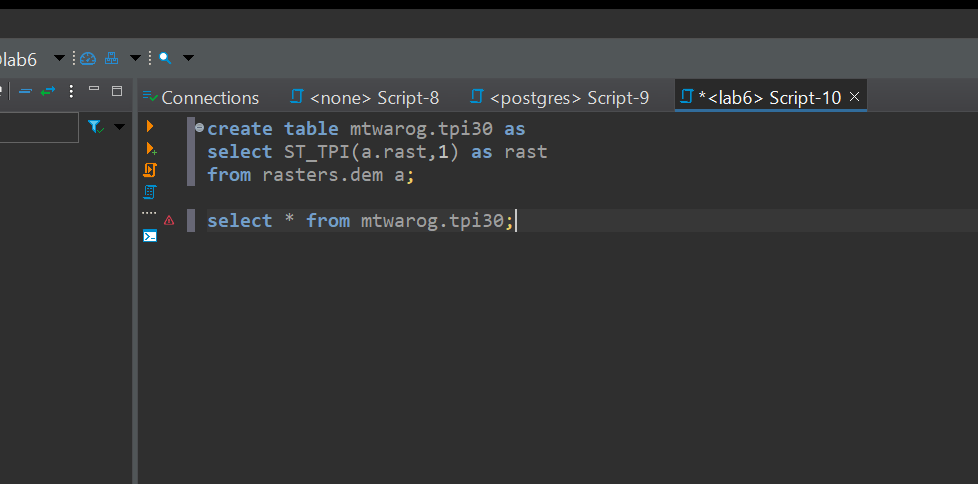 lab6
Connections
<none> Script-8
<postgres> Script-9
*<lab6> Script-10
create table mtwarog.tpi30 as
select ST_TPI(a.rast,1) as rast
from rasters.dem a;
select * from mtwarog.tpi30;